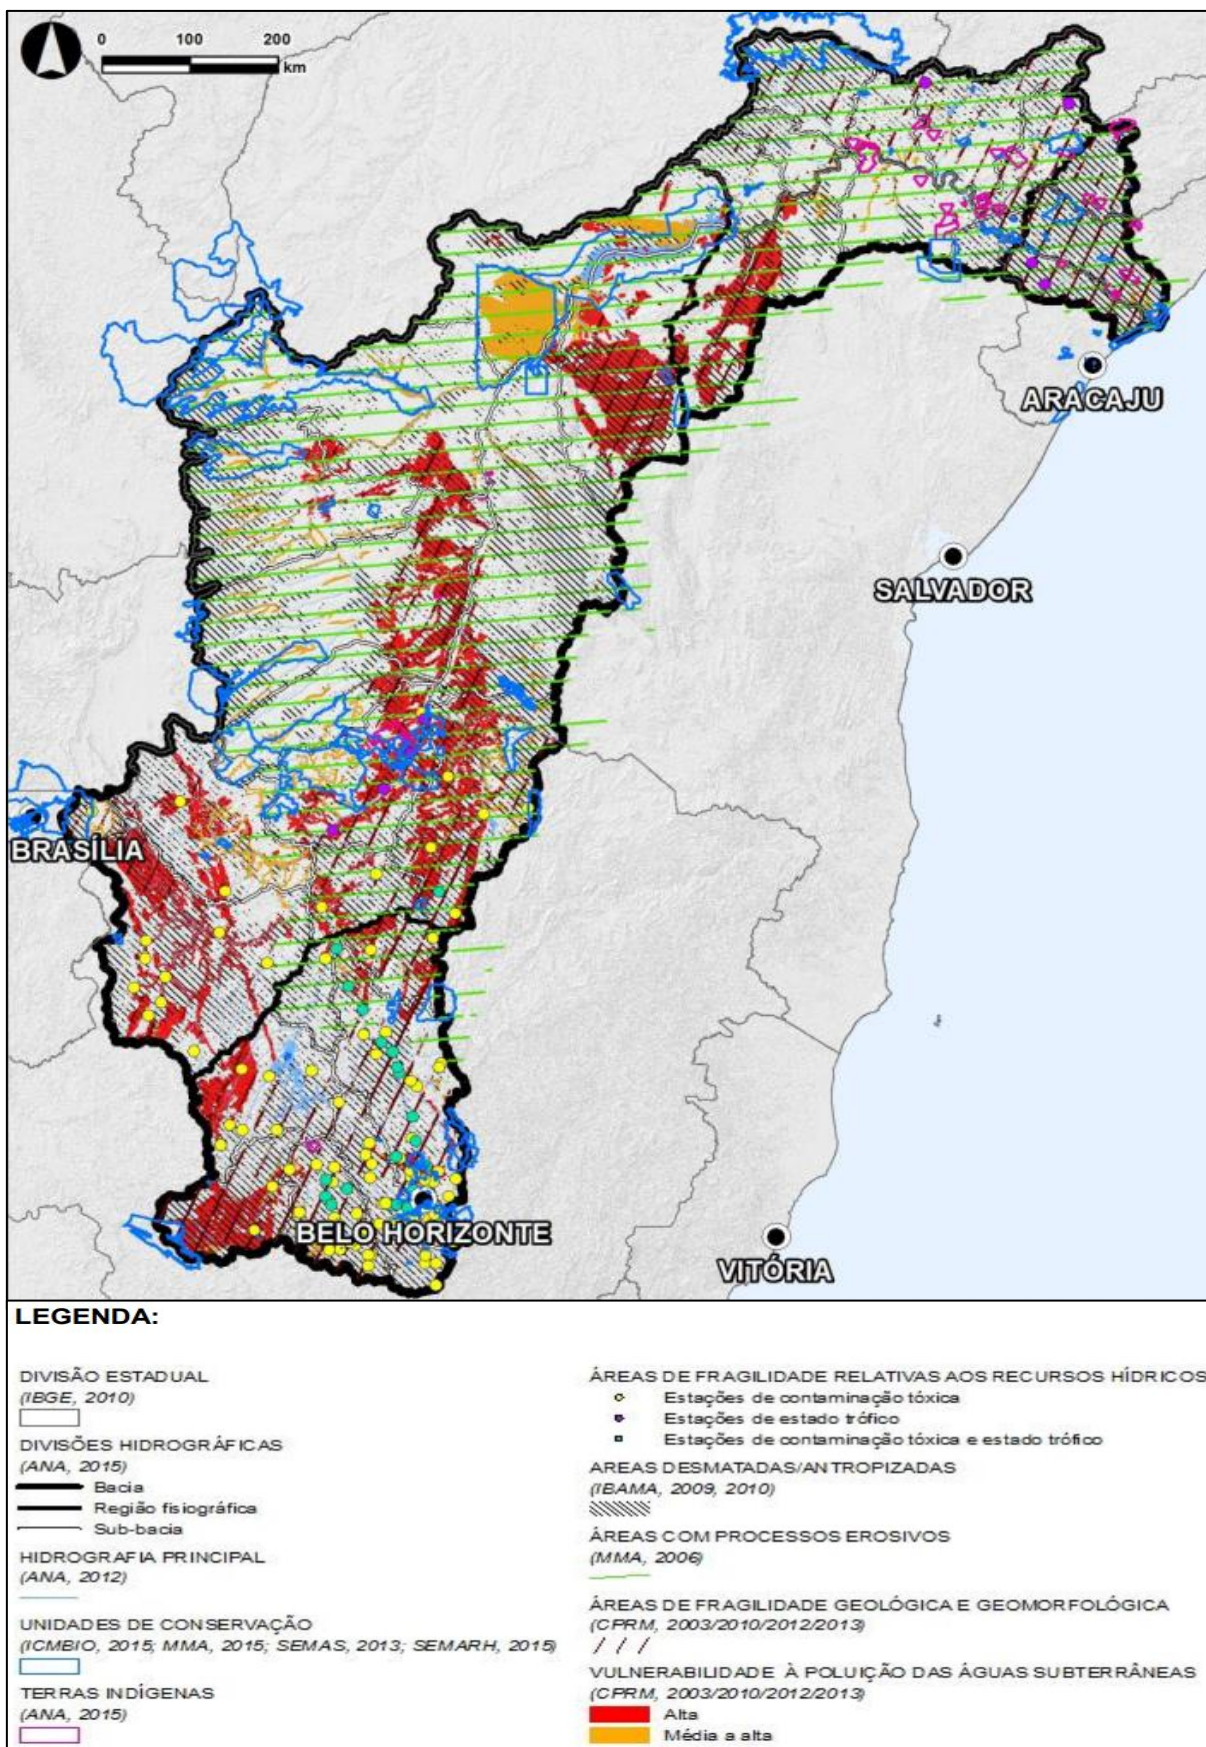 0 100 200
km
ARACAJU
SALVADOR
BRASÍLIA
BELO HORIZONTE
VITÓRIA
LEGENDA:
DIVISÃO ESTADUAL
(IBGE, 2010)
DIVISÕES HIDROGRÁFICAS
(ANA, 2015)
Bacia
Região fisiográfica
Sub-bacia
HIDROGRAFIA PRINCIPAL
(ANA, 2012)
UNIDADES DE CONSERVAÇÃO
(ICMBIO, 2015; MMA, 2015; SEMAS, 2013; SEMARH, 2015)
TERRAS INDÍGENAS
(ANA, 2015)
ÁREAS DE FRAGILIDADE RELATIVAS AOS RECURSOS HÍDRICOS
Estações de contaminação tóxica
Estações de estado trófico
Estações de contaminação tóxica e estado trófico
AREAS DESMATADAS/ANTROPIZADAS
(IBAMA, 2009, 2010)
ÁREAS COM PROCESSOS EROSIVOS
(MMA, 2006)
ÁREAS DE FRAGILIDADE GEOLÓGICA E GEOMORFOLÓGICA
(CPRM, 2003/2010/2012/2013)
VULNERABILIDADE À POLUIÇÃO DAS ÁGUAS SUBTERRÂNEAS
(CPRM, 2003/2010/2012/2013)
Alta
Média a alta